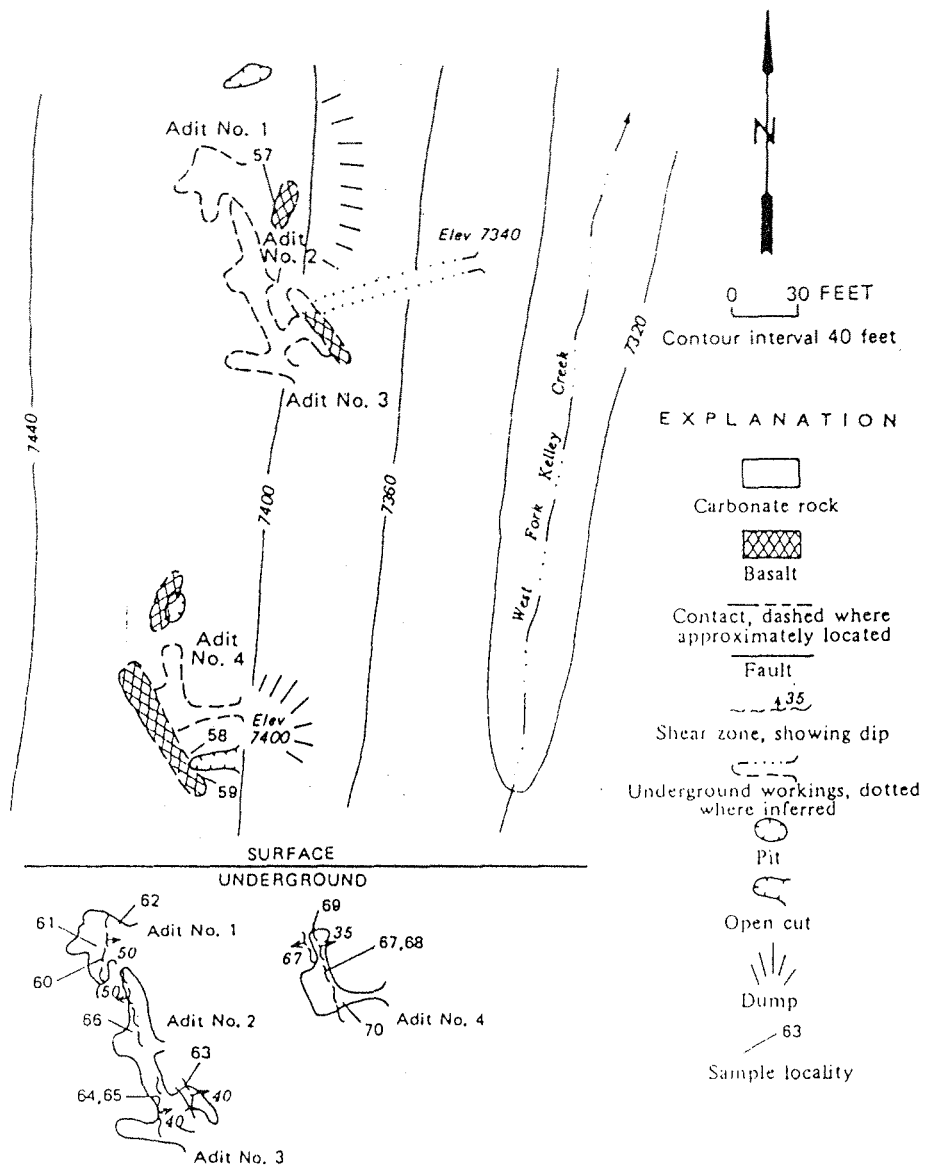 Adit No. 1
57
Adit
No. 2
Elev 7340
Adit No. 3
7440
7400
7360
West Fork Kelley Creek
7320
Adit
No. 4
Elev
7400
58
59
N
0 30 FEET
Contour interval 40 feet
EXPLANATION
Carbonate rock
Basalt
Contact, dashed where
approximately located
Fault
35
Shear zone, showing dip
Underground workings, dotted
where inferred
Pit
Open cut
Dump
63
Sample locality
SURFACE
UNDERGROUND
62
61
Adit No. 1
50
60
50
66
Adit No. 2
63
64,65
40
40
Adit No. 3
69
35
67
67,68
70
Adit No. 4